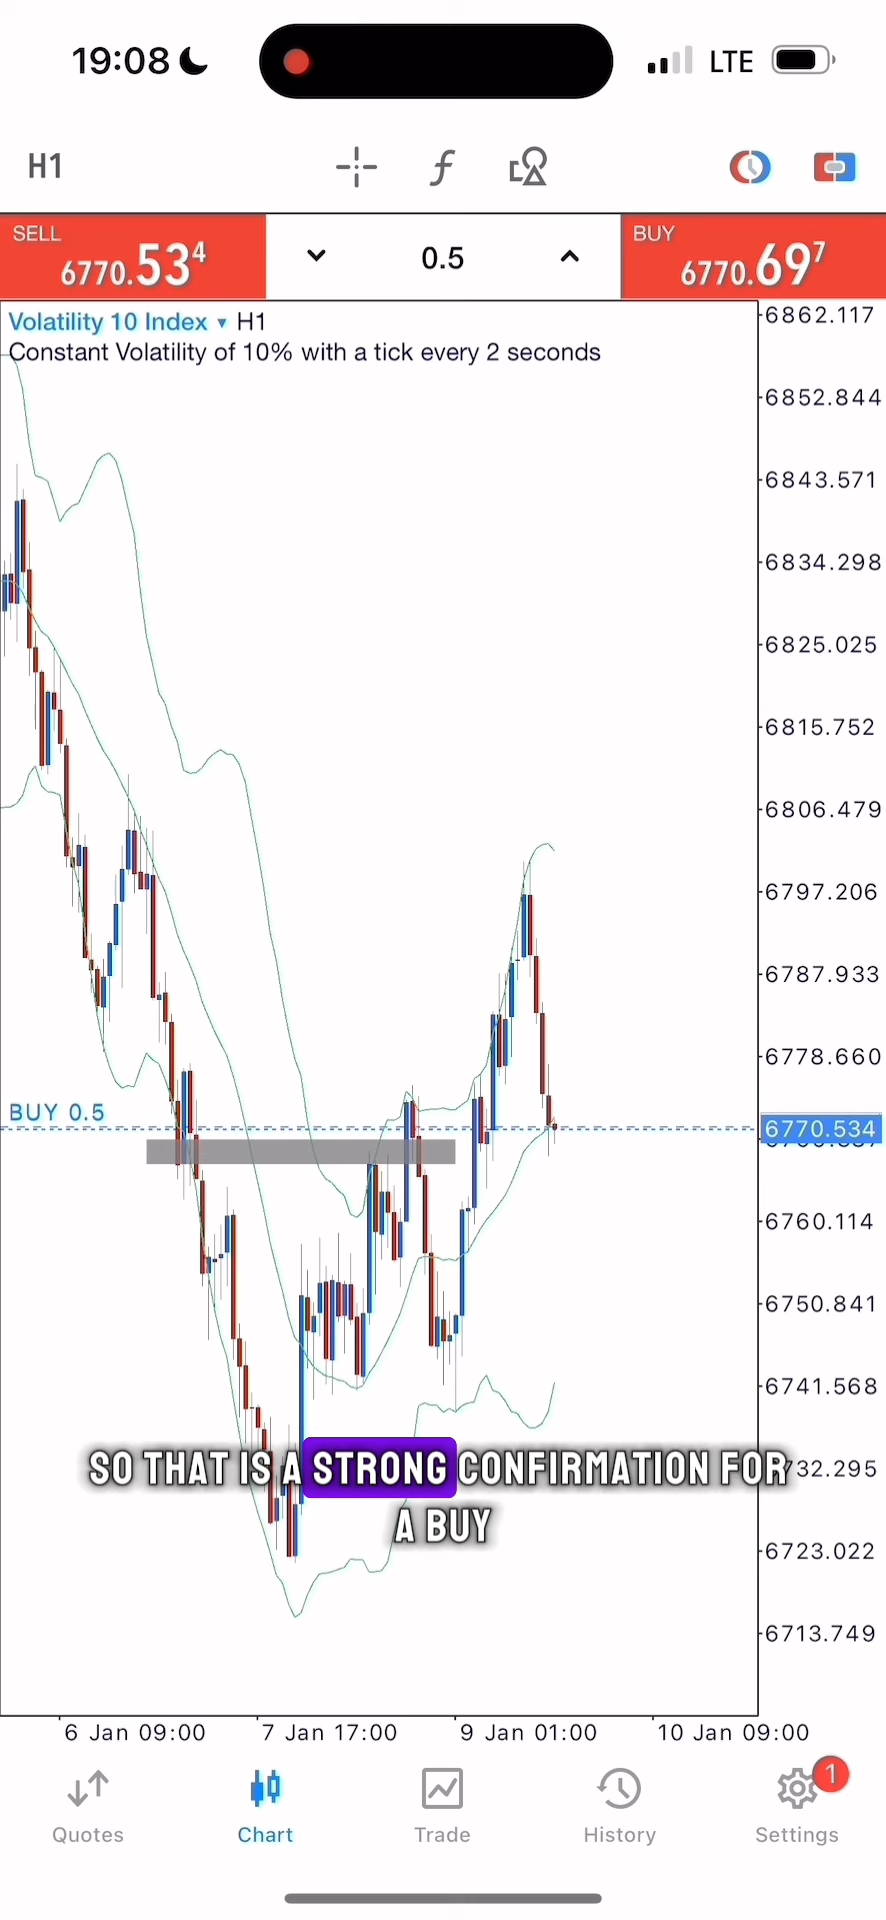 19:08
LTE
H1
SELL
6770.534
0.5
BUY
6770.697
Volatility 10 Index ▾ H1
Constant Volatility of 10% with a tick every 2 seconds
6862.117
6852.844
6843.571
6834.298
6825.025
6815.752
6806.479
6797.206
6787.933
6778.660
BUY 0.5
6770.534
6760.114
6750.841
6741.568
SO THAT IS A STRONG CONFIRMATION FOR
A BUY
32.295
6723.022
6713.749
6 Jan 09:00
7 Jan 17:00
9 Jan 01:00
10 Jan 09:00
1
Quotes
Chart
Trade
History
Settings